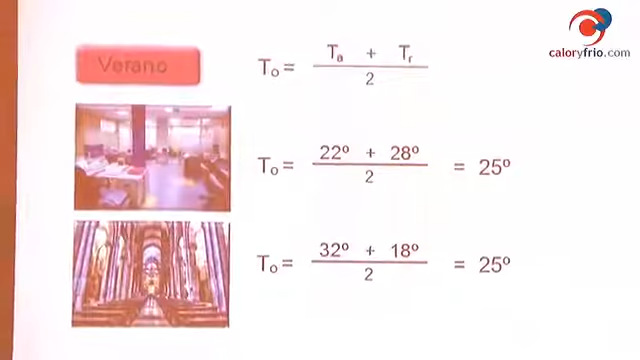 caloryfrio.com
Verano
To = Ta + Tr / 2
To = 22º + 28º / 2 = 25º
To = 32º + 18º / 2 = 25º